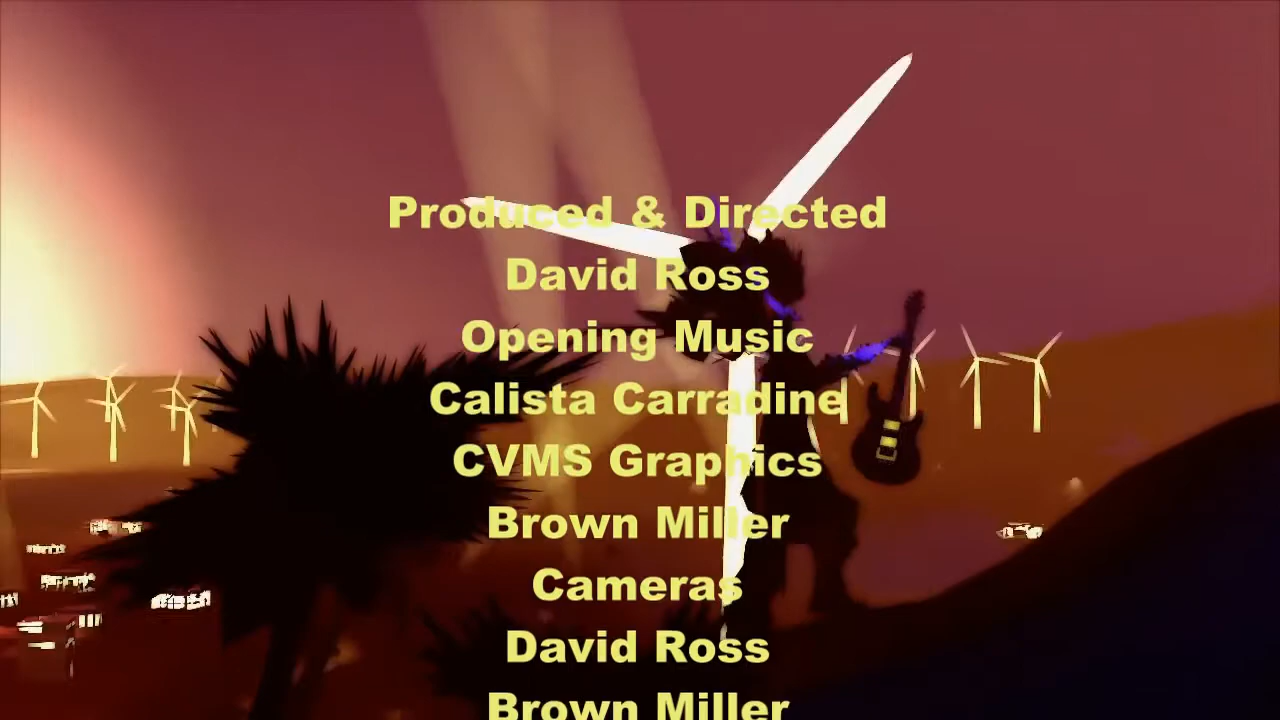 Produced & Directed
David Ross
Opening Music
Calista Carradine
CVMS Graphics
Brown Miller
Cameras
David Ross
Brown Miller